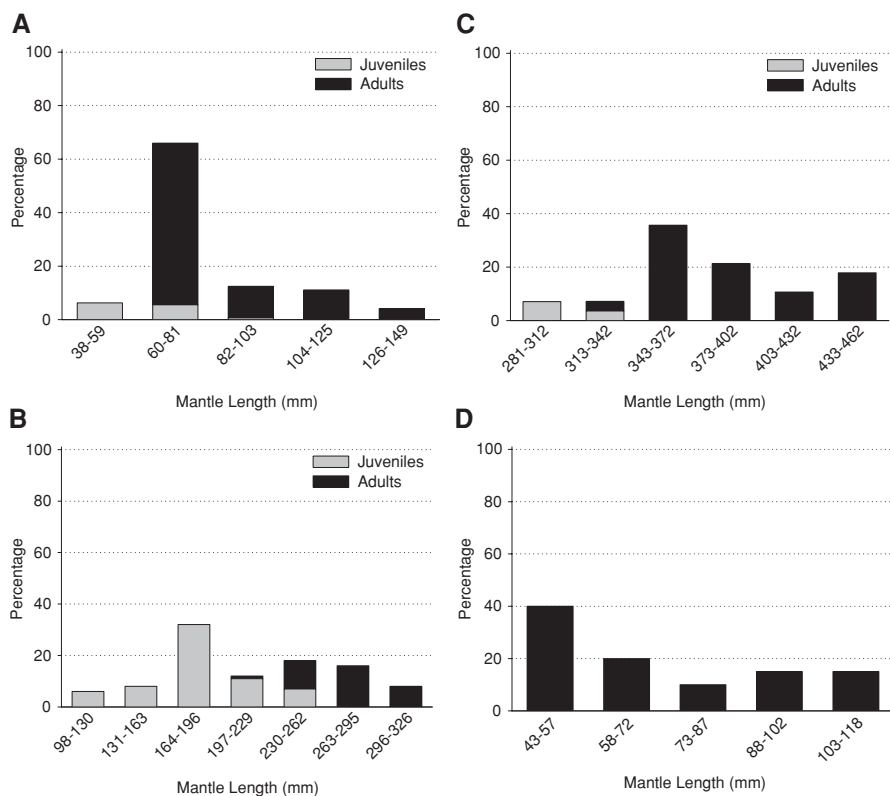 A
100
80
60
40
20
0
Percentage
Juveniles
Adults
38-59
60-81
82-103
104-125
126-149
Mantle Length (mm)
C
100
80
60
40
20
0
Percentage
Juveniles
Adults
281-312
313-342
343-372
373-402
403-432
433-462
Mantle Length (mm)
B
100
80
60
40
20
0
Percentage
Juveniles
Adults
98-130
131-163
164-196
197-229
230-262
263-295
296-326
Mantle Length (mm)
D
100
80
60
40
20
0
Percentage
43-57
58-72
73-87
88-102
103-118
Mantle Length (mm)